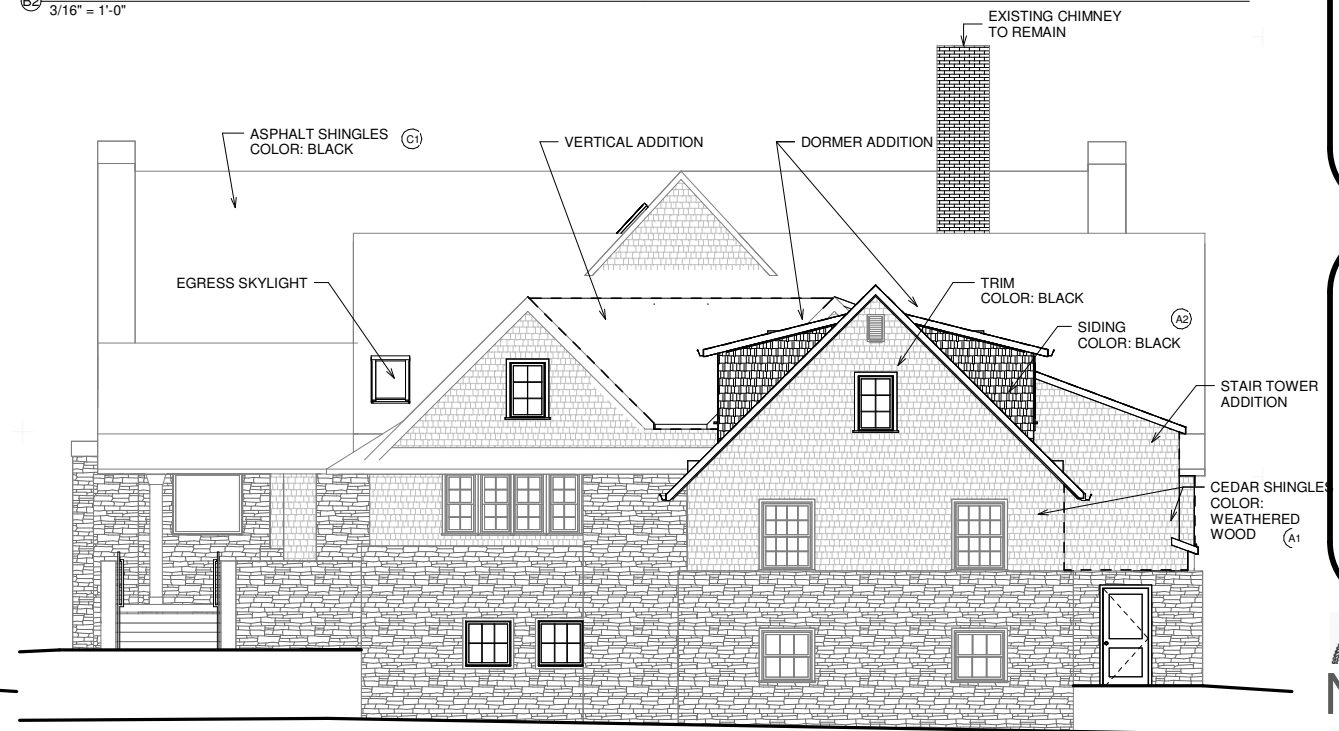 B2
3/16" = 1'-0"
EXISTING CHIMNEY
TO REMAIN
ASPHALT SHINGLES C1
COLOR: BLACK
VERTICAL ADDITION
DORMER ADDITION
EGRESS SKYLIGHT
TRIM
COLOR: BLACK
SIDING A2
COLOR: BLACK
STAIR TOWER
ADDITION
CEDAR SHINGLES
COLOR:
WEATHERED
WOOD A1